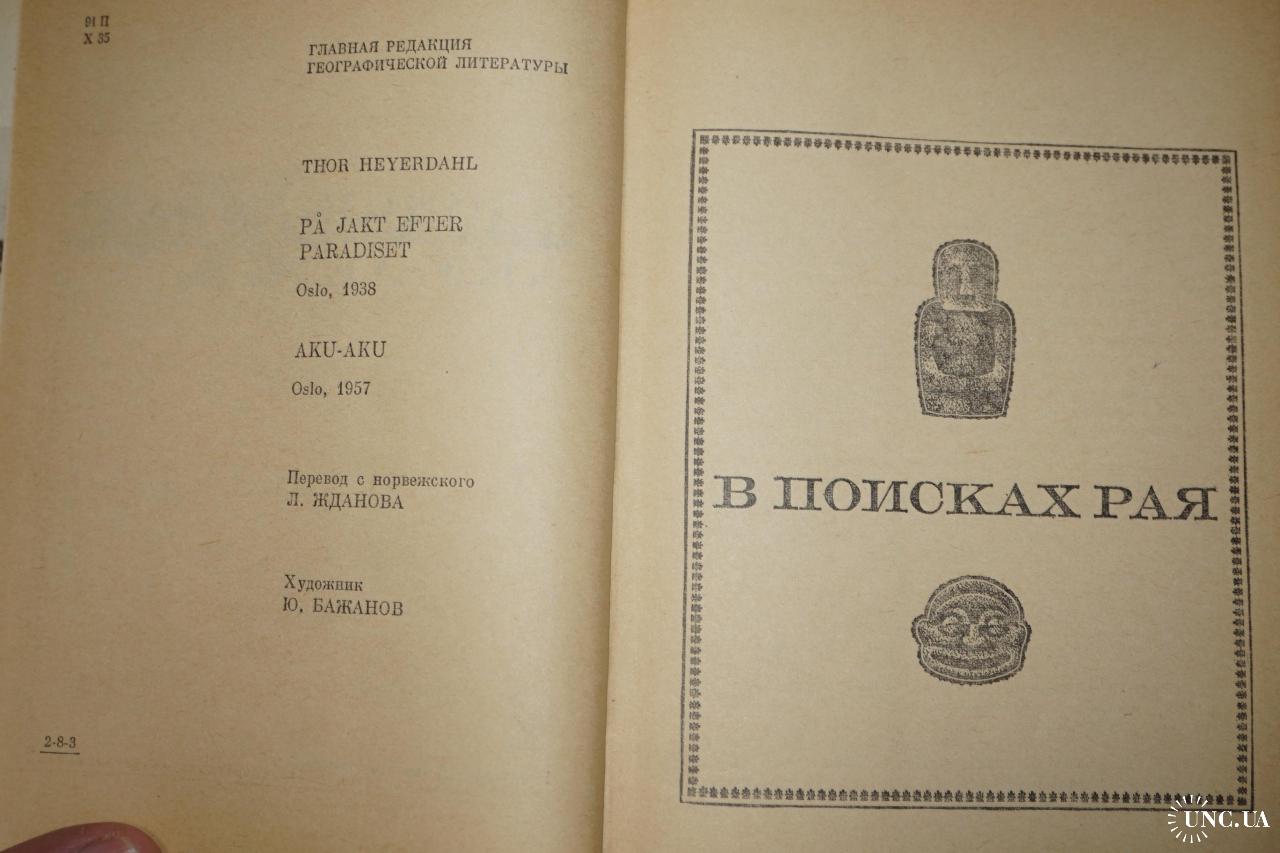 91 П
Х 35
ГЛАВНАЯ РЕДАКЦИЯ
ГЕОГРАФИЧЕСКОЙ ЛИТЕРАТУРЫ
THOR HEYERDAHL
PÅ JAKT EFTER
PARADISET
Oslo, 1938
AKU-AKU
Oslo, 1957
Перевод с норвежского
Л. ЖДАНОВА
Художник
Ю. БАЖАНОВ
2-8-3
В ПОИСКАХ РАЯ
UNC.UA